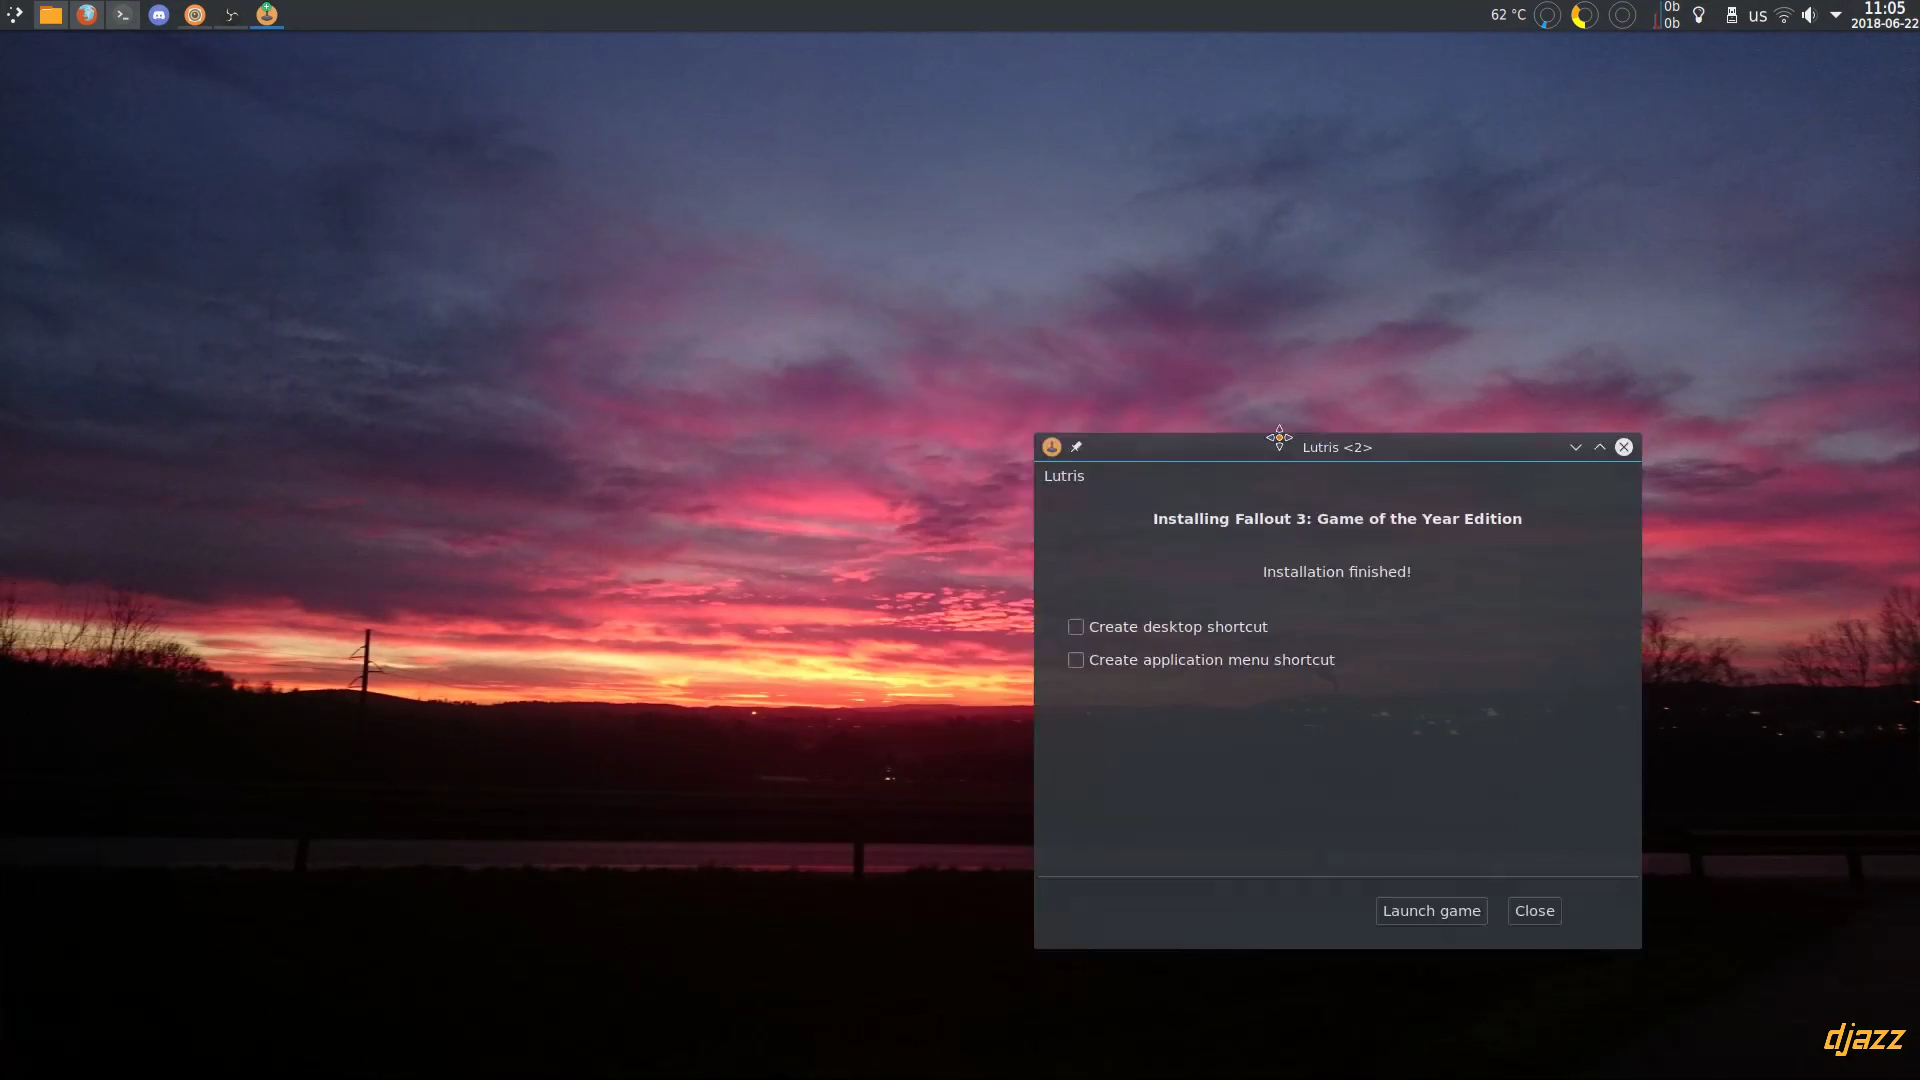 62 °C
0b
0b
us
11:05
2018-06-22
Lutris <2>
Lutris
Installing Fallout 3: Game of the Year Edition
Installation finished!
Create desktop shortcut
Create application menu shortcut
Launch game
Close
djazz